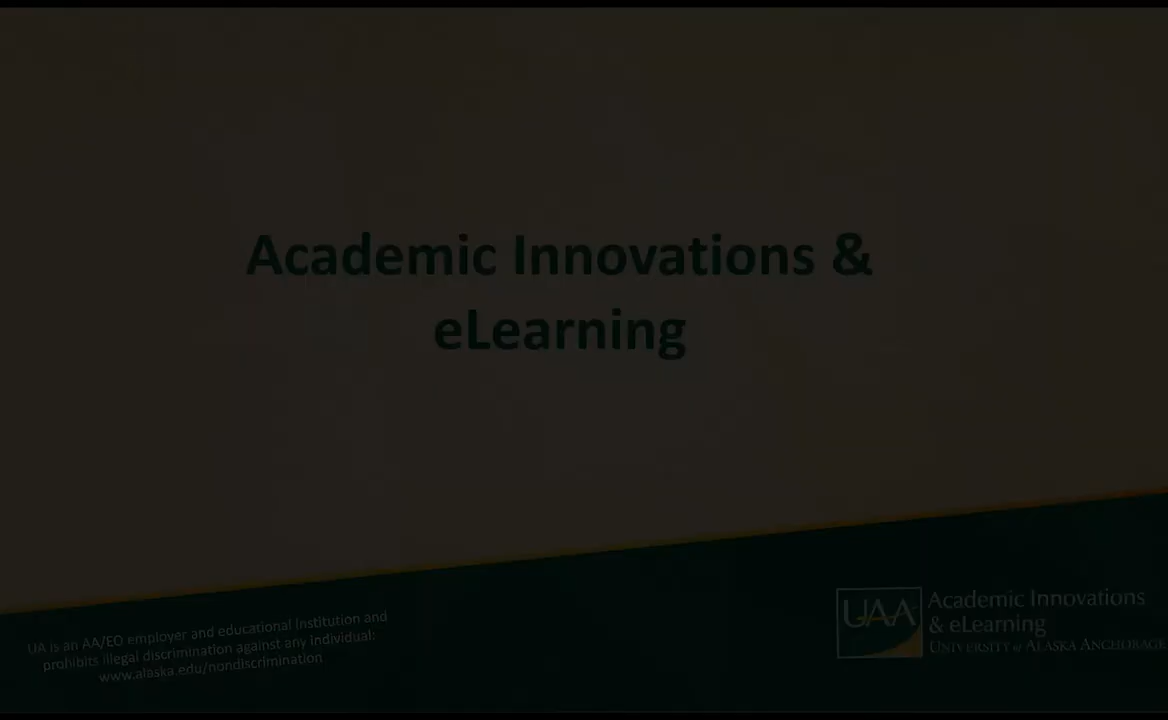 Academic Innovations &
eLearning
UA is an AA/EO employer and educational institution and
prohibits illegal discrimination against any individual:
www.alaska.edu/nondiscrimination
UAA
Academic Innovations
& eLearning
UNIVERSITY of ALASKA ANCHORAGE